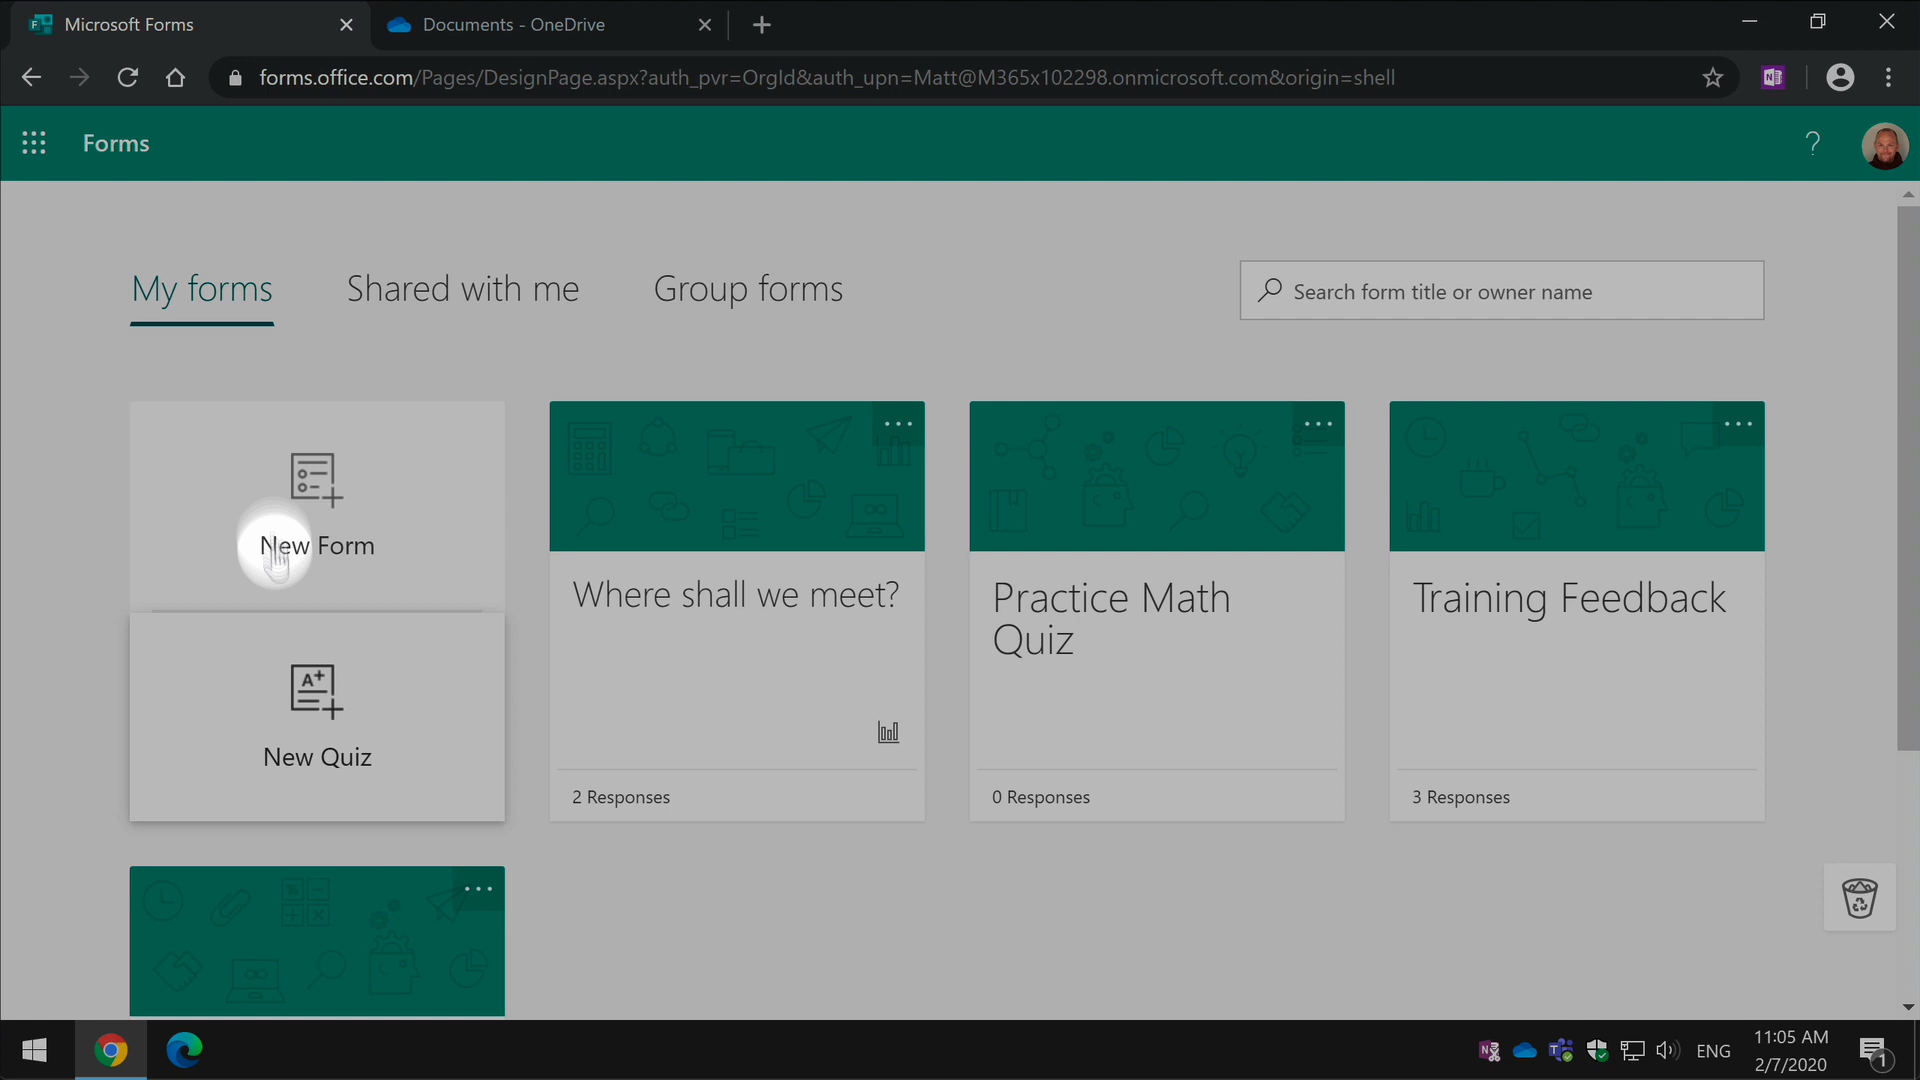 Microsoft Forms
Documents - OneDrive
forms.office.com/Pages/DesignPage.aspx?auth_pvr=OrgId&auth_upn=Matt@M365x102298.onmicrosoft.com&origin=shell
Forms
?
My forms
Shared with me
Group forms
Search form title or owner name
New Form
New Quiz
Where shall we meet?
2 Responses
Practice Math
Quiz
0 Responses
Training Feedback
3 Responses
ENG
11:05 AM
2/7/2020
1